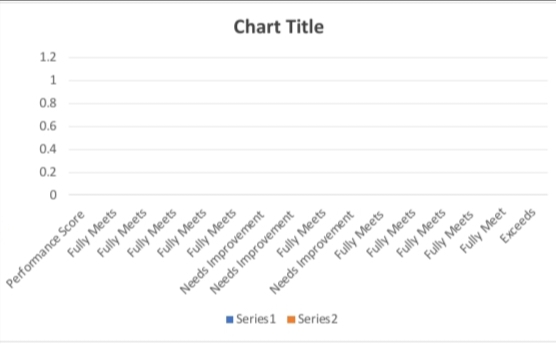 Chart Title
1.2
1
0.8
0.6
0.4
0.2
0
Performance Score
Fully Meets
Fully Meets
Fully Meets
Fully Meets
Fully Meets
Needs Improvement
Needs Improvement
Fully Meets
Needs Improvement
Fully Meets
Fully Meets
Fully Meets
Fully Meets
Fully Meet
Exceeds
Series1 Series2